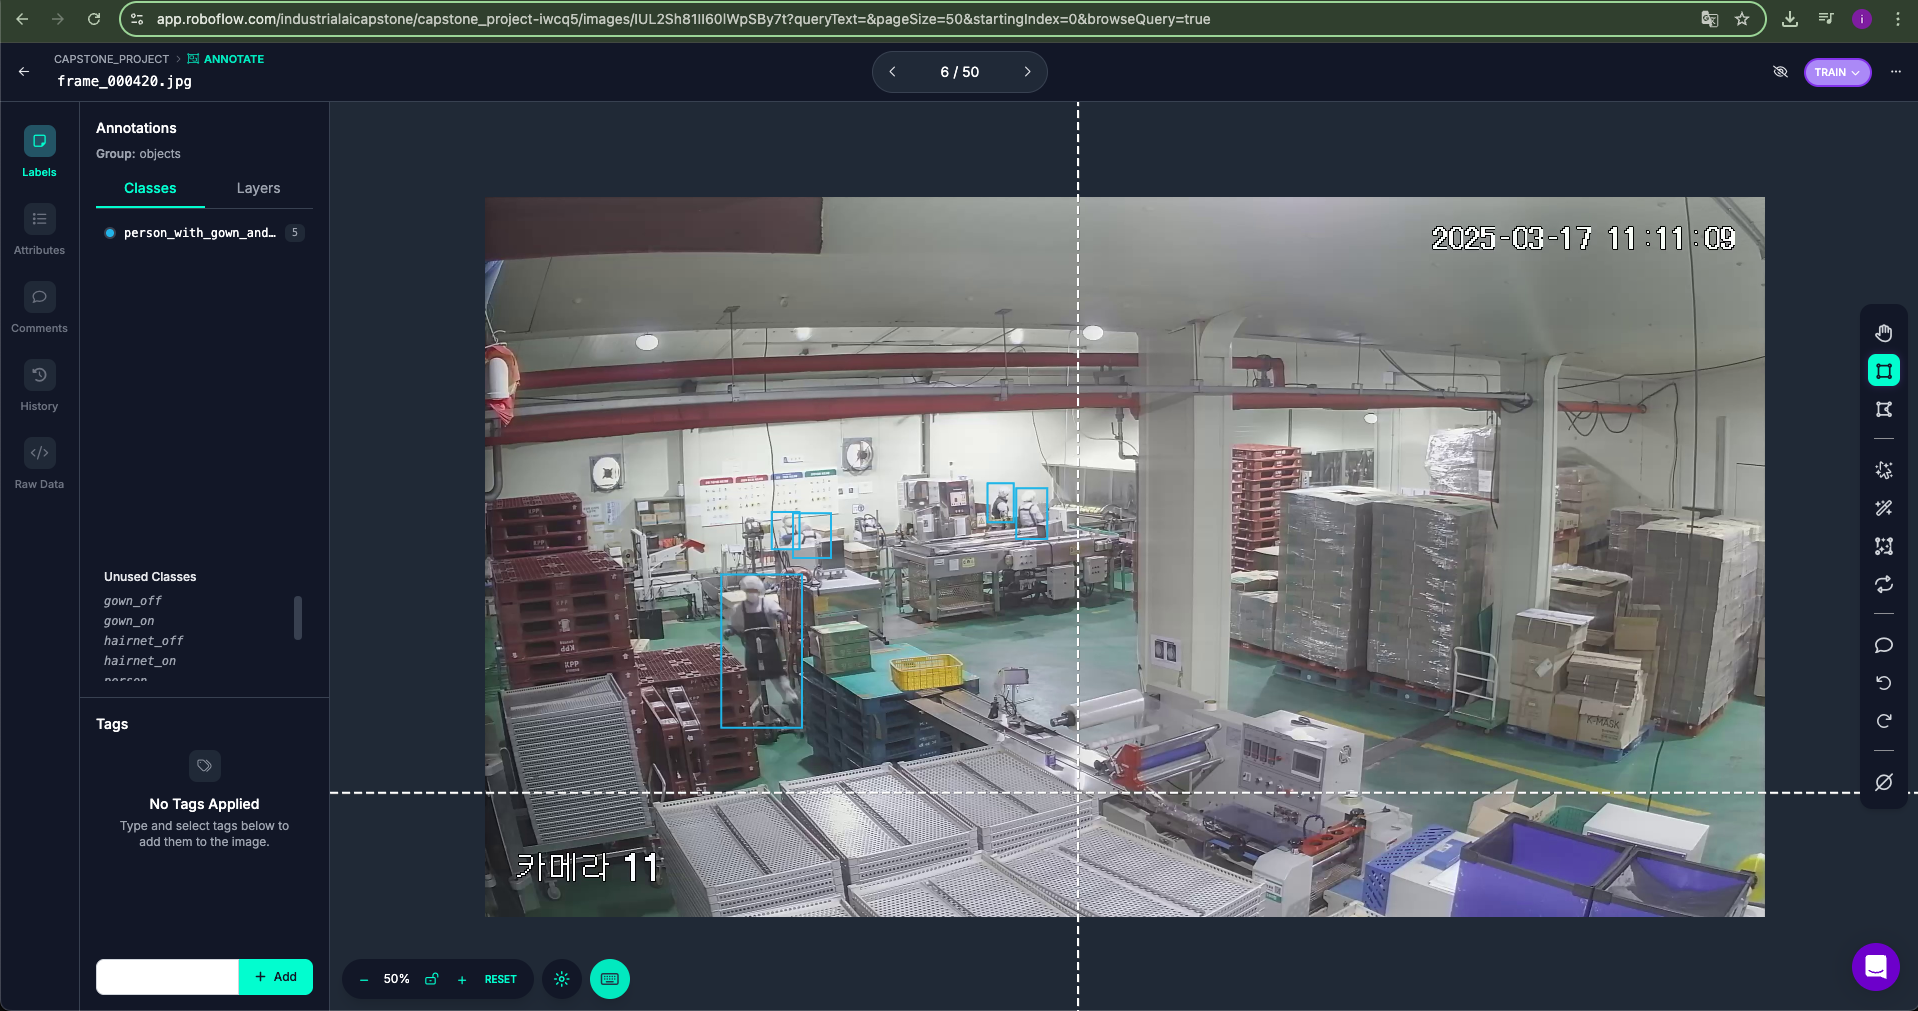 app.roboflow.com/industrialaicapstone/capstone_project-iwcq5/images/IUL2Sh81lI60lWpSBy7t?queryText=&pageSize=50&startingIndex=0&browseQuery=true
i
CAPSTONE_PROJECT > ANNOTATE
frame_000420.jpg
6 / 50
TRAIN
Labels
Attributes
Comments
History
Raw Data
Annotations
Group: objects
Classes
Layers
person_with_gown_and… 5
Unused Classes
gown_off
gown_on
hairnet_off
hairnet_on
person
Tags
No Tags Applied
Type and select tags below to
add them to the image.
+ Add
2025-03-17 11:11:09
KPP
K-MASK
카메라 11
− 50% + RESET